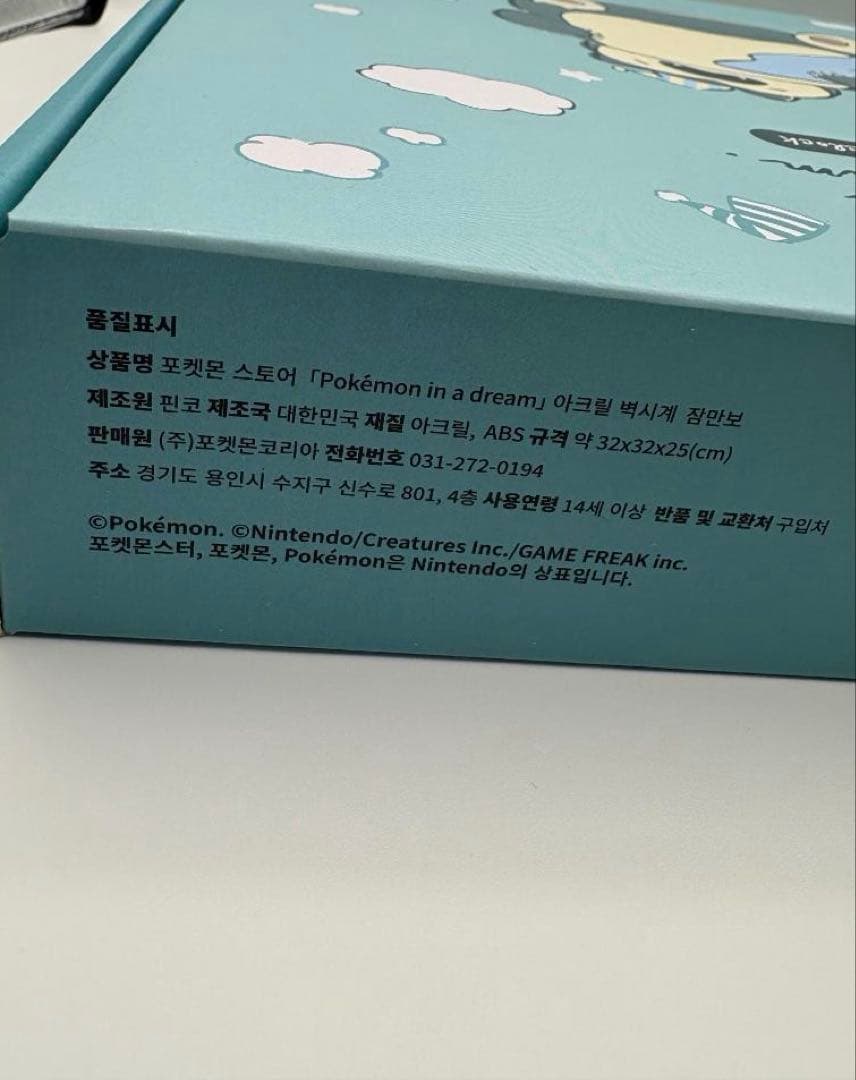 품질표시
상품명 포켓몬 스토어 「Pokémon in a dream」 아크릴 벽시계 잠만보
제조원 핀코 제조국 대한민국 재질 아크릴, ABS 규격 약 32x32x25(cm)
판매원 (주)포켓몬코리아 전화번호 031-272-0194
주소 경기도 용인시 수지구 신수로 801, 4층 사용연령 14세 이상 반품 및 교환처 구입처
©Pokémon. ©Nintendo/Creatures Inc./GAME FREAK inc.
포켓몬스터, 포켓몬, Pokémon은 Nintendo의 상표입니다.